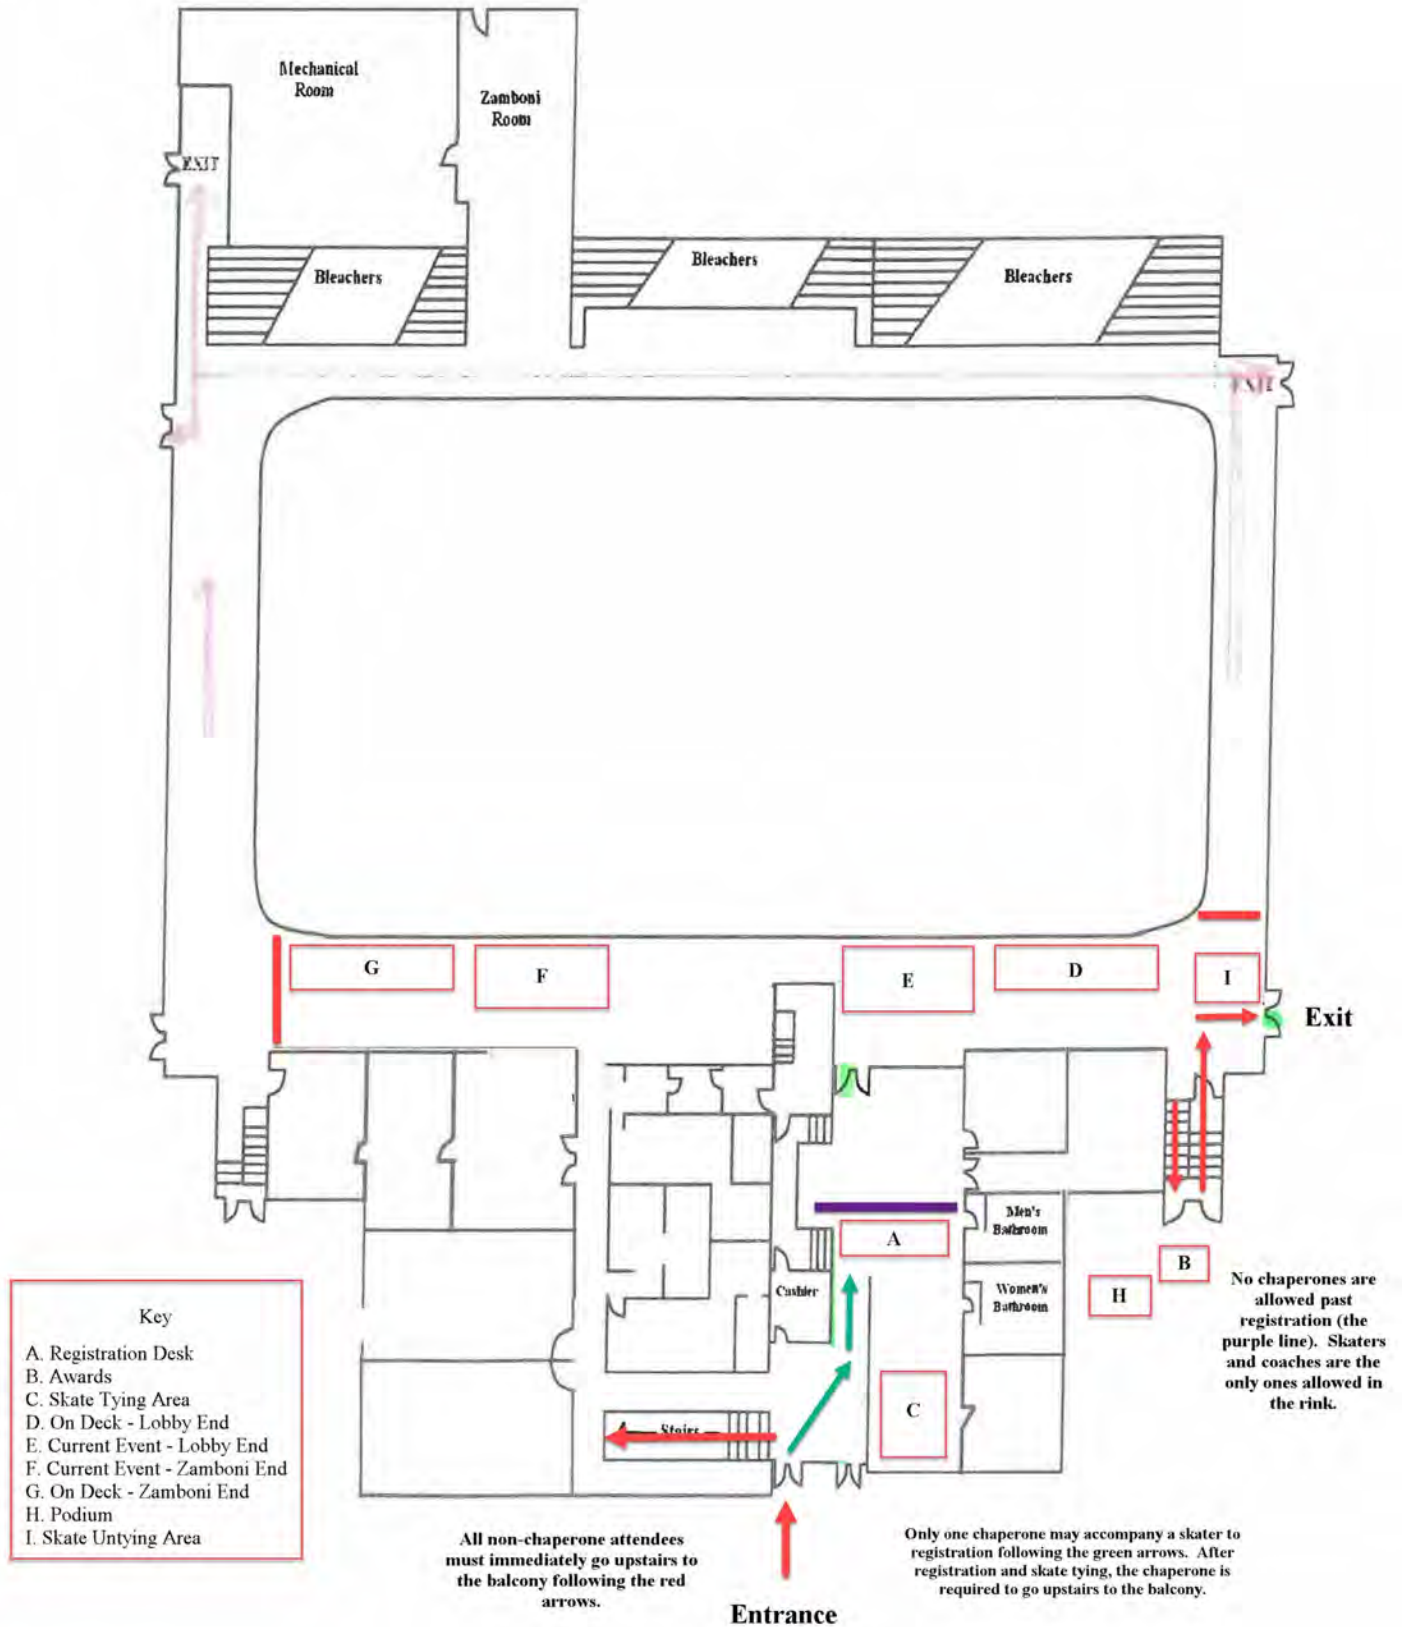 Mechanical
Room
Zamboni
Room
EXIT
Bleachers
Bleachers
Bleachers
EXIT
G
F
E
D
I
Exit
Men's
Bathroom
A
B
Cashier
Women's
Bathroom
H
No chaperones are
allowed past
registration (the
purple line). Skaters
and coaches are the
only ones allowed in
the rink.
Key
A. Registration Desk
B. Awards
C. Skate Tying Area
D. On Deck - Lobby End
E. Current Event - Lobby End
F. Current Event - Zamboni End
G. On Deck - Zamboni End
H. Podium
I. Skate Untying Area
C
Stairs
All non-chaperone attendees
must immediately go upstairs to
the balcony following the red
arrows.
Only one chaperone may accompany a skater to
registration following the green arrows. After
registration and skate tying, the chaperone is
required to go upstairs to the balcony.
Entrance